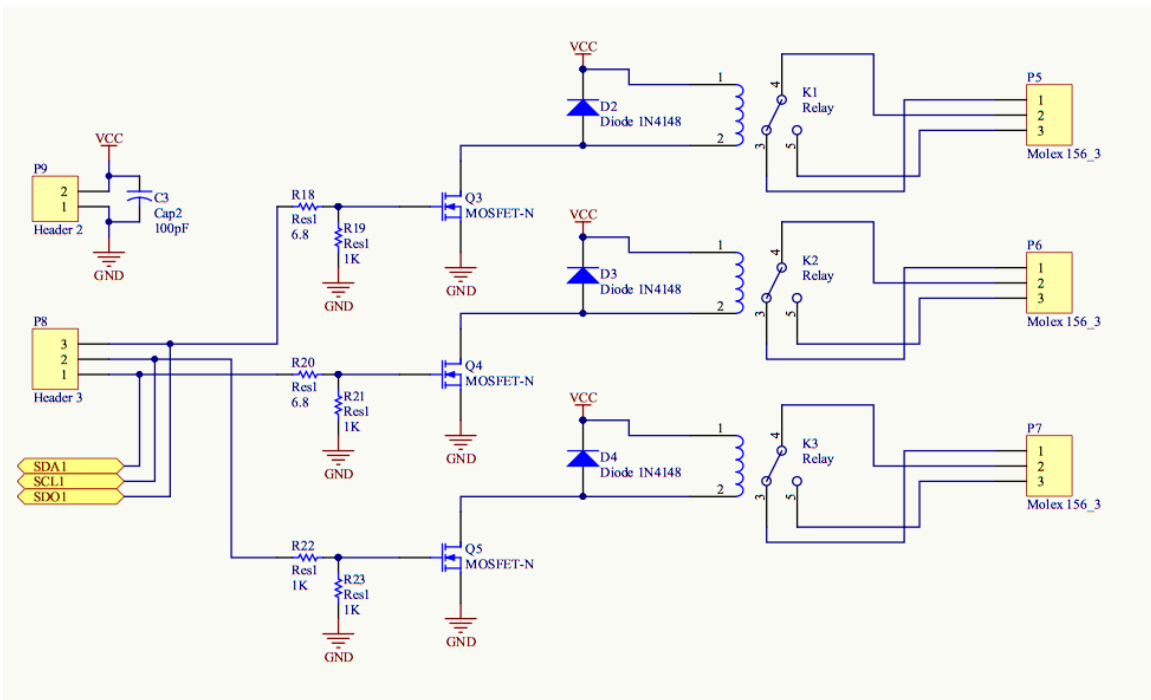 VCC
P9
2
1
Header 2
C3
Cap2
100pF
GND
P8
3
2
1
Header 3
SDA1
SCL1
SDO1
R18
Res1
6.8
R19
Res1
1K
GND
Q3
MOSFET-N
GND
VCC
D2
Diode 1N4148
1
2
4
3
5
K1
Relay
P5
1
2
3
Molex 156_3
R20
Res1
6.8
R21
Res1
1K
GND
Q4
MOSFET-N
GND
VCC
D3
Diode 1N4148
1
2
4
3
5
K2
Relay
P6
1
2
3
Molex 156_3
R22
Res1
1K
R23
Res1
1K
GND
Q5
MOSFET-N
GND
VCC
D4
Diode 1N4148
1
2
4
3
5
K3
Relay
P7
1
2
3
Molex 156_3